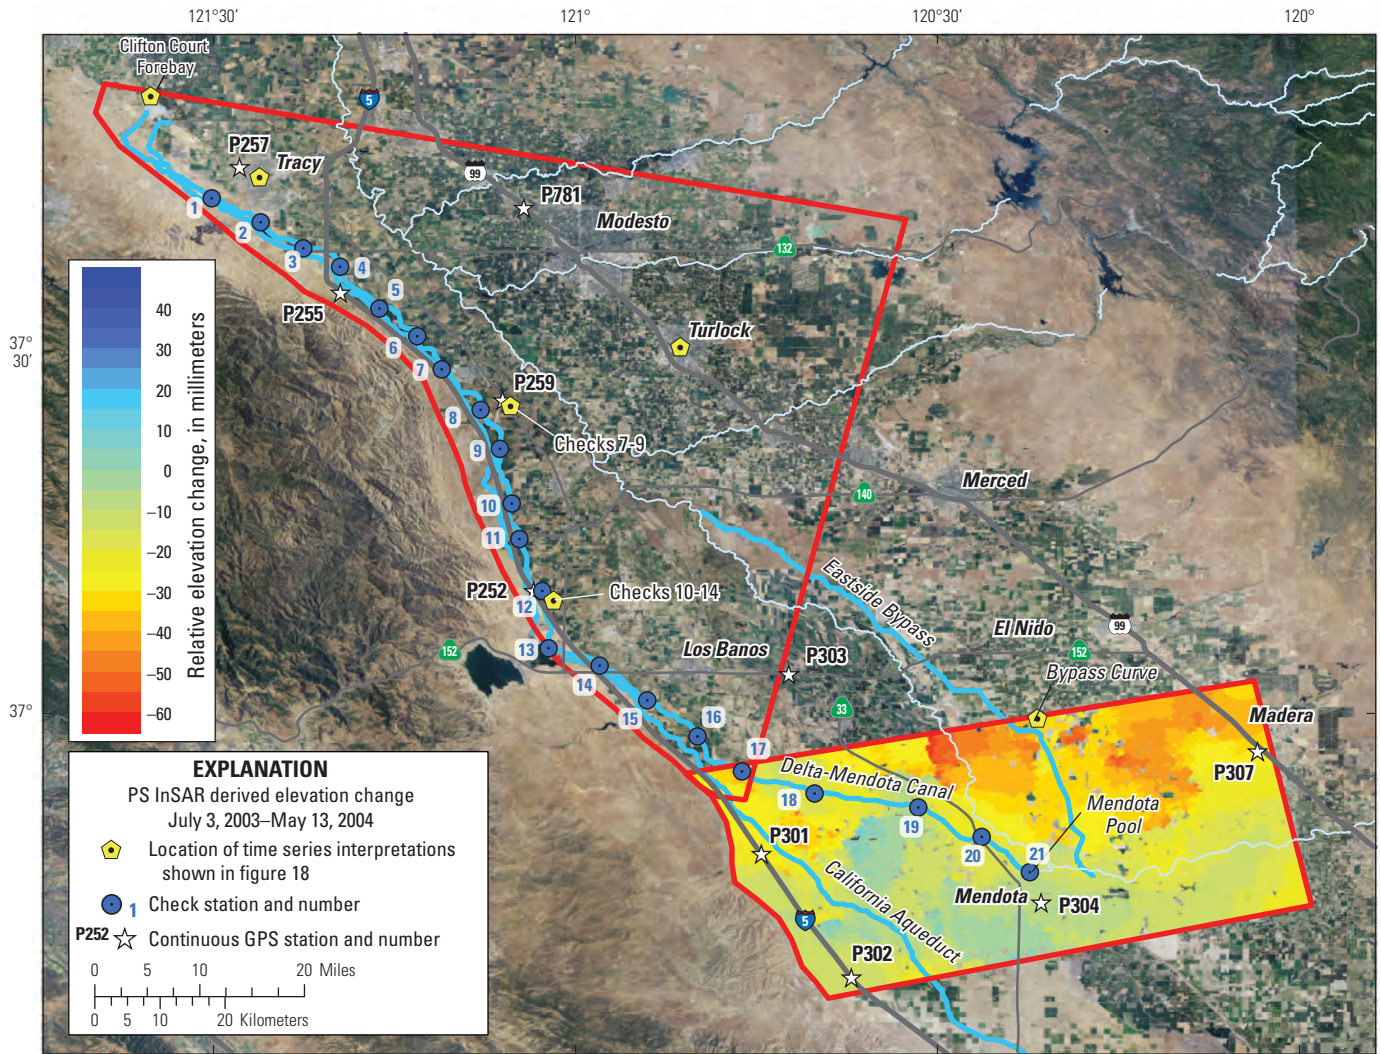 121°30'
121°
120°30'
120°
37°
30'
37°
Clifton Court
Forebay
5
P257
Tracy
99
P781
Modesto
132
1
2
3
4
5
P255
6
7
Turlock
P259
8
Checks 7-9
9
10
11
140
Merced
P252
12
Checks 10-14
Eastside Bypass
El Nido
99
152
13
Los Banos
P303
152
Bypass Curve
14
15
16
33
Madera
17
P307
Delta-Mendota Canal
18
19
Mendota
Pool
P301
20
21
California Aqueduct
Mendota
P304
5
P302
40
30
20
10
0
–10
–20
–30
–40
–50
–60
Relative elevation change, in millimeters
EXPLANATION
PS InSAR derived elevation change
July 3, 2003–May 13, 2004
Location of timeseries interpretations
shown in figure 18
1 Check station and number
P252 Continuous GPS station and number
0 5 10 20 Miles
0 5 10 20 Kilometers